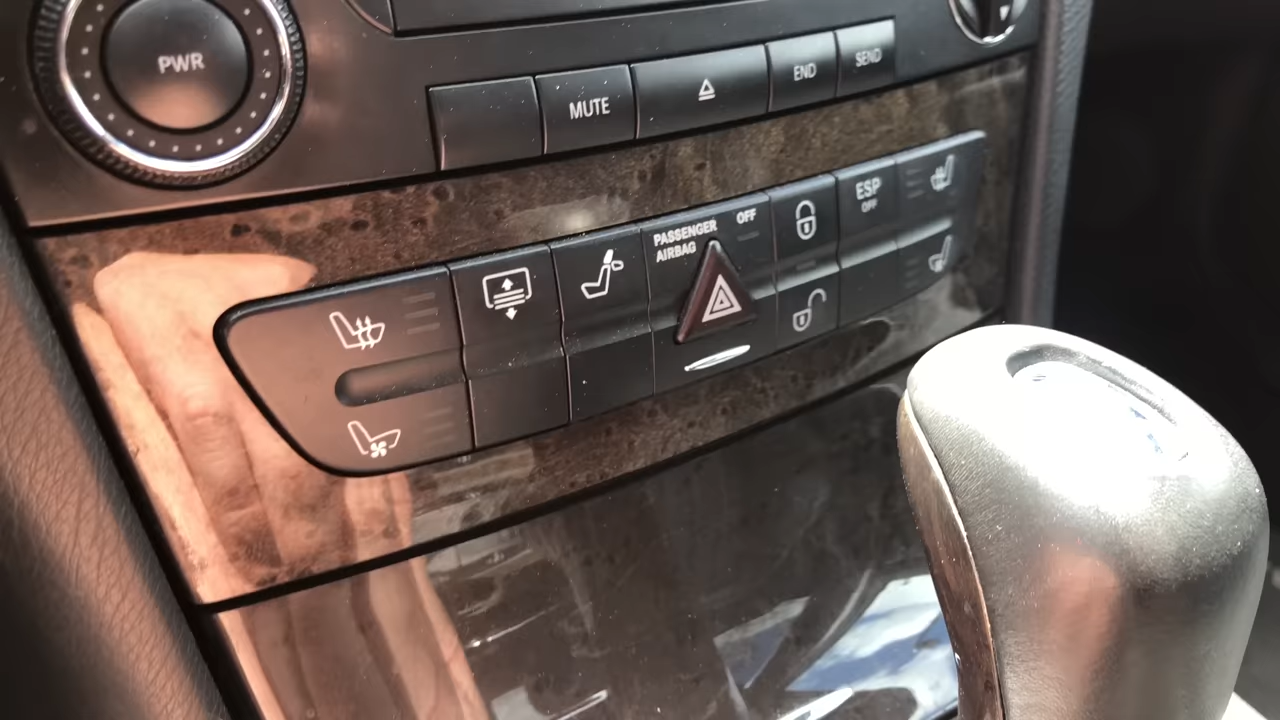 PWR
MUTE
END
SEND
PASSENGER
AIRBAG
OFF
ESP
OFF